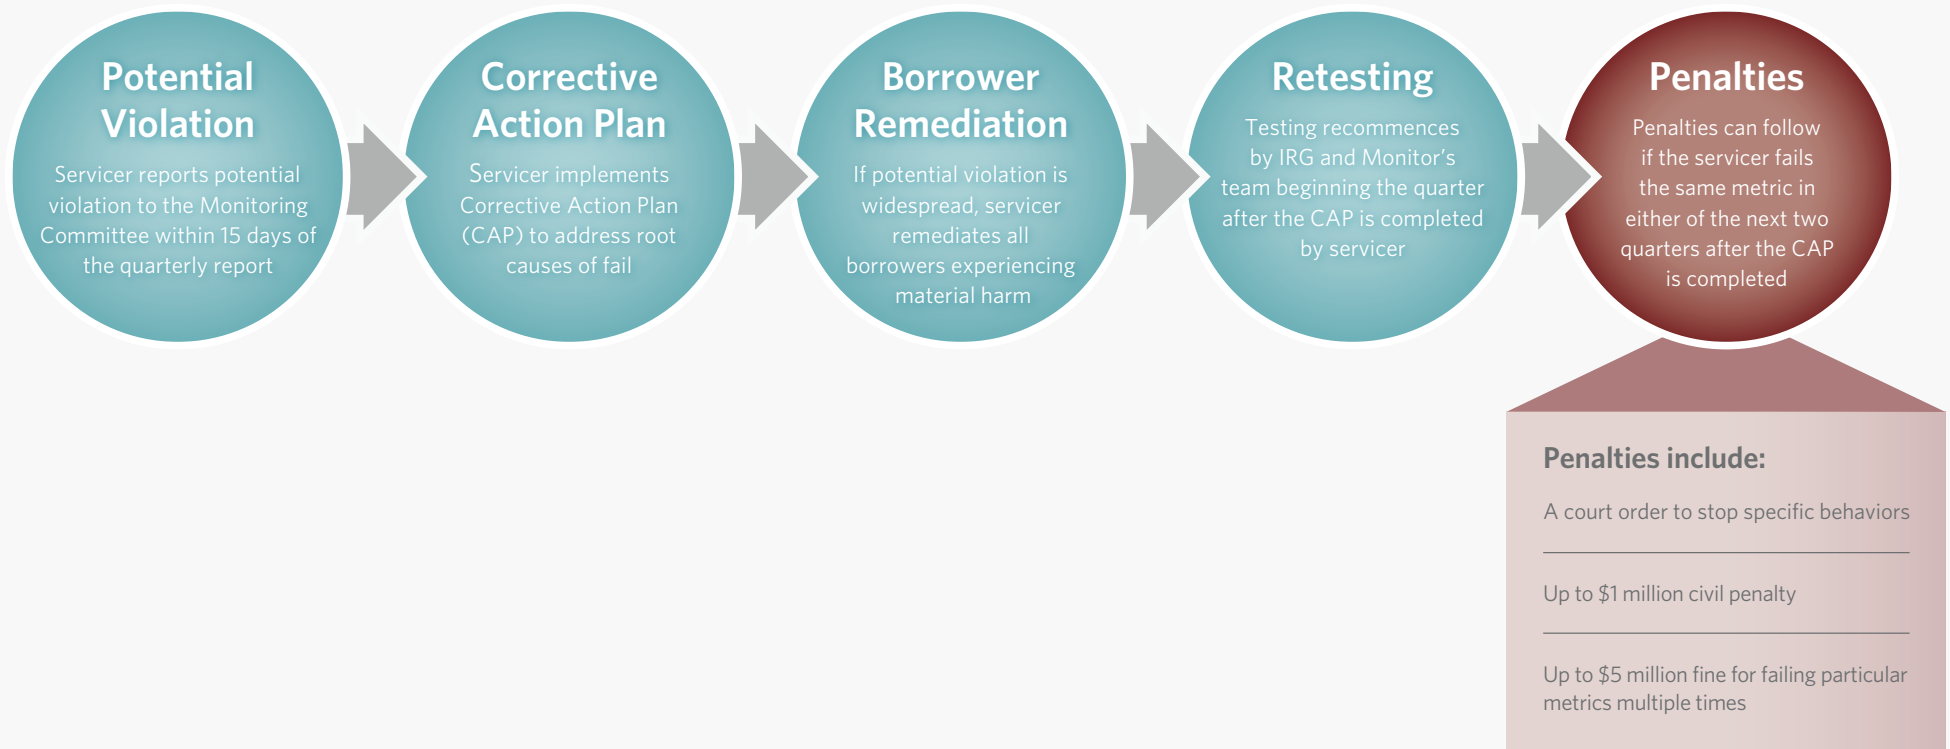 Potential
Violation
Servicer reports potential
violation to the Monitoring
Committee within 15 days of
the quarterly report
Corrective
Action Plan
Servicer implements
Corrective Action Plan
(CAP) to address root
causes of fail
Borrower
Remediation
If potential violation is
widespread, servicer
remediates all
borrowers experiencing
material harm
Retesting
Testing recommences
by IRG and Monitor’s
team beginning the quarter
after the CAP is completed
by servicer
Penalties
Penalties can follow
if the servicer fails
the same metric in
either of the next two
quarters after the CAP
is completed
Penalties include:
A court order to stop specific behaviors
Up to $1 million civil penalty
Up to $5 million fine for failing particular
metrics multiple times